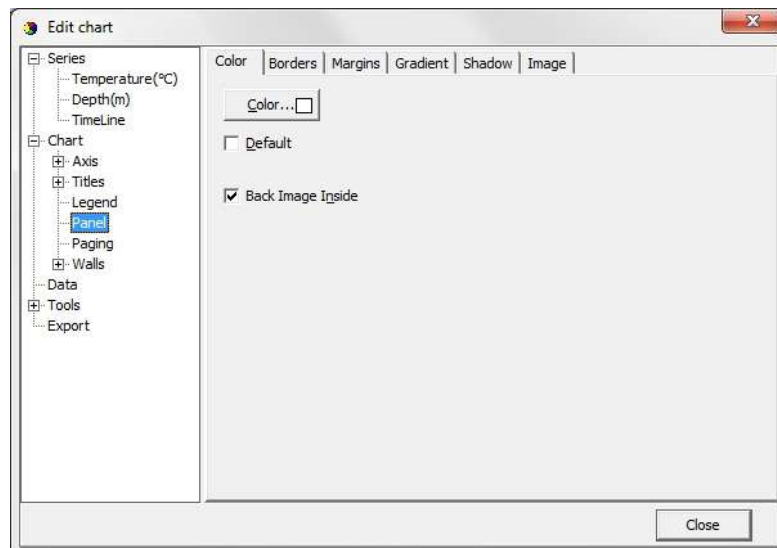 Edit chart
Series
Temperature(°C)
Depth(m)
TimeLine
Chart
Axis
Titles
Legend
Panel
Paging
Walls
Data
Tools
Export
Color Borders Margins Gradient Shadow Image
Color...
Default
Back Image Inside
Close